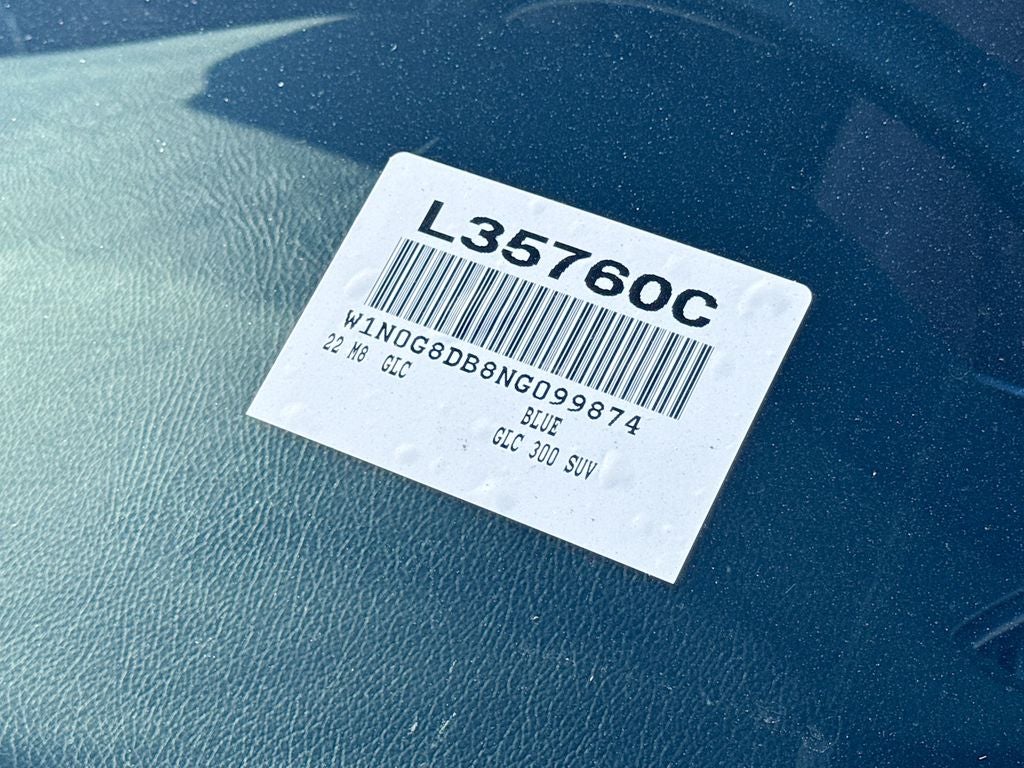 L35760C
W1N0G8DB8NG099874
22 M8 GLC
BLUE
GLC 300 SUV